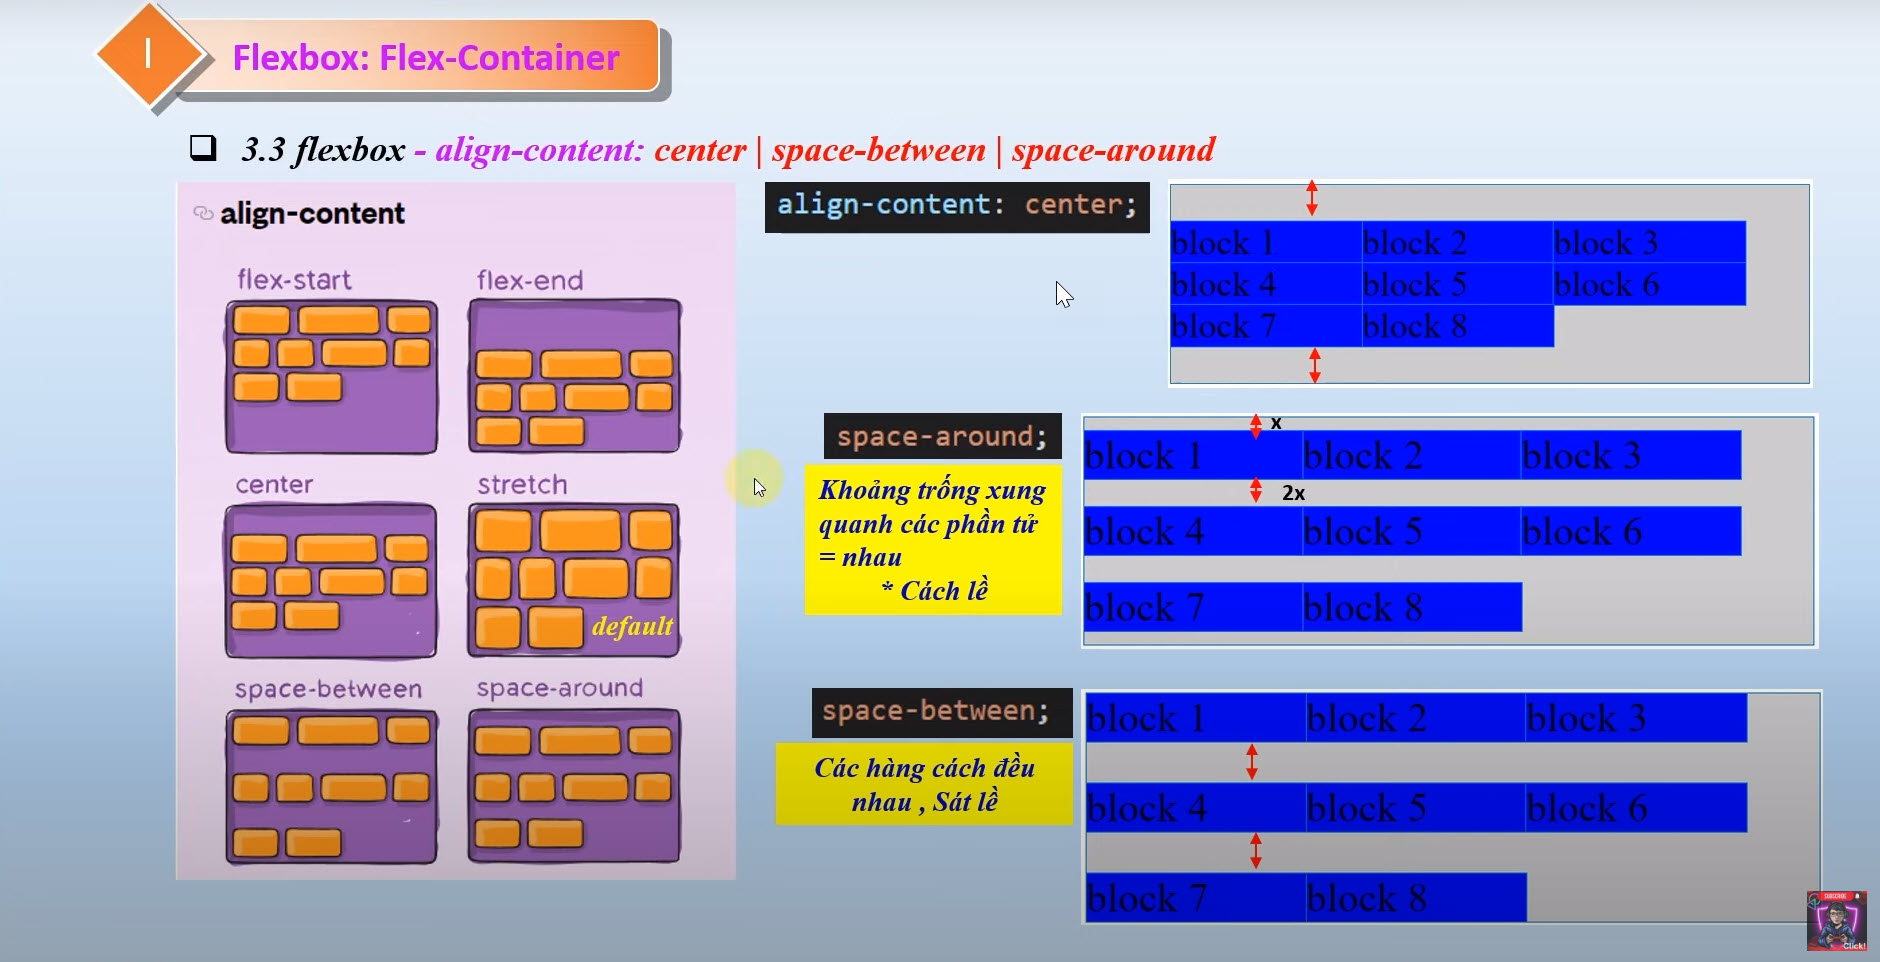 I
Flexbox: Flex-Container
3.3 flexbox - align-content: center | space-between | space-around
align-content
flex-start
flex-end
center
stretch
default
space-between
space-around
align-content: center;
block 1 block 2 block 3
block 4 block 5 block 6
block 7 block 8
space-around;
Khoảng trống xung
quanh các phần tử
= nhau
* Cách lề
x
block 1 block 2 block 3
2x
block 4 block 5 block 6
block 7 block 8
space-between;
Các hàng cách đều
nhau , Sát lề
block 1 block 2 block 3
block 4 block 5 block 6
block 7 block 8
SUBSCRIBE
Click!